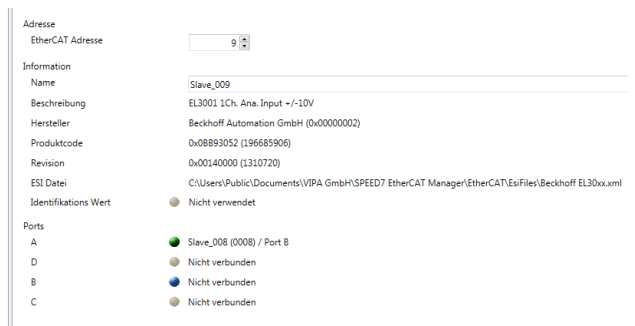 Adresse
EtherCAT Adresse 9
Information
Name Slave_009
Beschreibung EL3001 1Ch. Ana. Input +/-10V
Hersteller Beckhoff Automation GmbH (0x00000002)
Produktcode 0x0BB93052 (196685906)
Revision 0x00140000 (1310720)
ESI Datei C:\Users\Public\Documents\VIPA GmbH\SPEED7 EtherCAT Manager\EtherCAT\EsiFiles\Beckhoff EL30xx.xml
Identifikations Wert Nicht verwendet
Ports
A Slave_008 (0008) / Port B
D Nicht verbunden
B Nicht verbunden
C Nicht verbunden